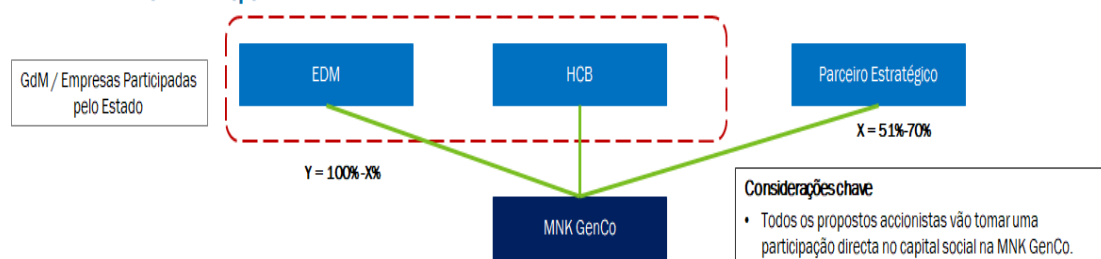 GdM / Empresas Participadas
pelo Estado
EDM
HCB
Parceiro Estratégico
X = 51%-70%
Y = 100%-X%
MNK GenCo
Considerações chave
• Todos os propostos accionistas vão tomar uma
participação directa no capital social na MNK GenCo.